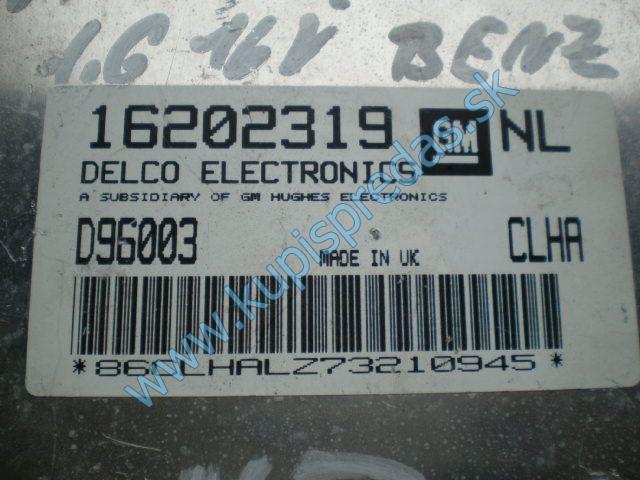 1.6 16V BENZ
16202319 GM NL
DELCO ELECTRONICS
A SUBSIDIARY OF GM HUGHES ELECTRONICS
D96003 MADE IN UK CLHA
www.kupispredas.sk